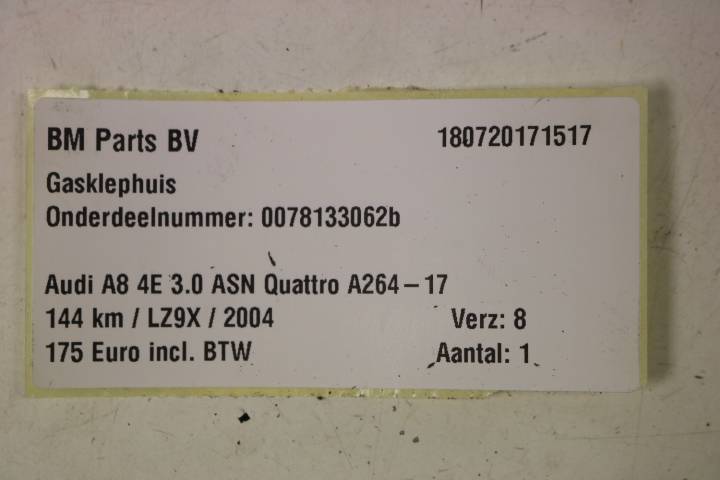 BM Parts BV 180720171517
Gasklephuis
Onderdeelnummer: 0078133062b
Audi A8 4E 3.0 ASN Quattro A264-17
144 km / LZ9X / 2004 Verz: 8
175 Euro incl. BTW Aantal: 1